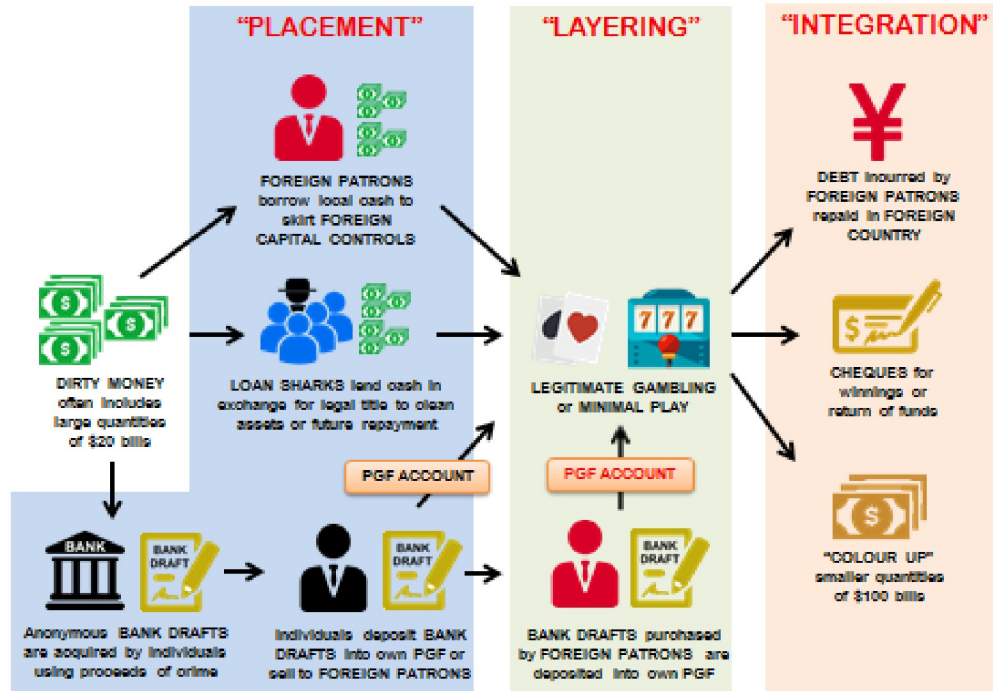 “PLACEMENT”
“LAYERING”
“INTEGRATION”
FOREIGN PATRONS
borrow local cash to
skirt FOREIGN
CAPITAL CONTROLS
DEBT incurred by
FOREIGN PATRONS
repaid in FOREIGN
COUNTRY
DIRTY MONEY
often includes
large quantities
of $20 bills
LOAN SHARKS lend cash in
exchange for legal title to clean
assets or future repayment
7 7 7
LEGITIMATE GAMBLING
or MINIMAL PLAY
CHEQUES for
winnings or
return of funds
PGF ACCOUNT
PGF ACCOUNT
“COLOUR UP”
smaller quantities
of $100 bills
BANK
BANK
DRAFT
BANK
DRAFT
BANK
DRAFT
Anonymous BANK DRAFTS
are acquired by individuals
using proceeds of crime
Individuals deposit BANK
DRAFTS into own PGF or
sell to FOREIGN PATRONS
BANK DRAFTS purchased
by FOREIGN PATRONS are
deposited into own PGF